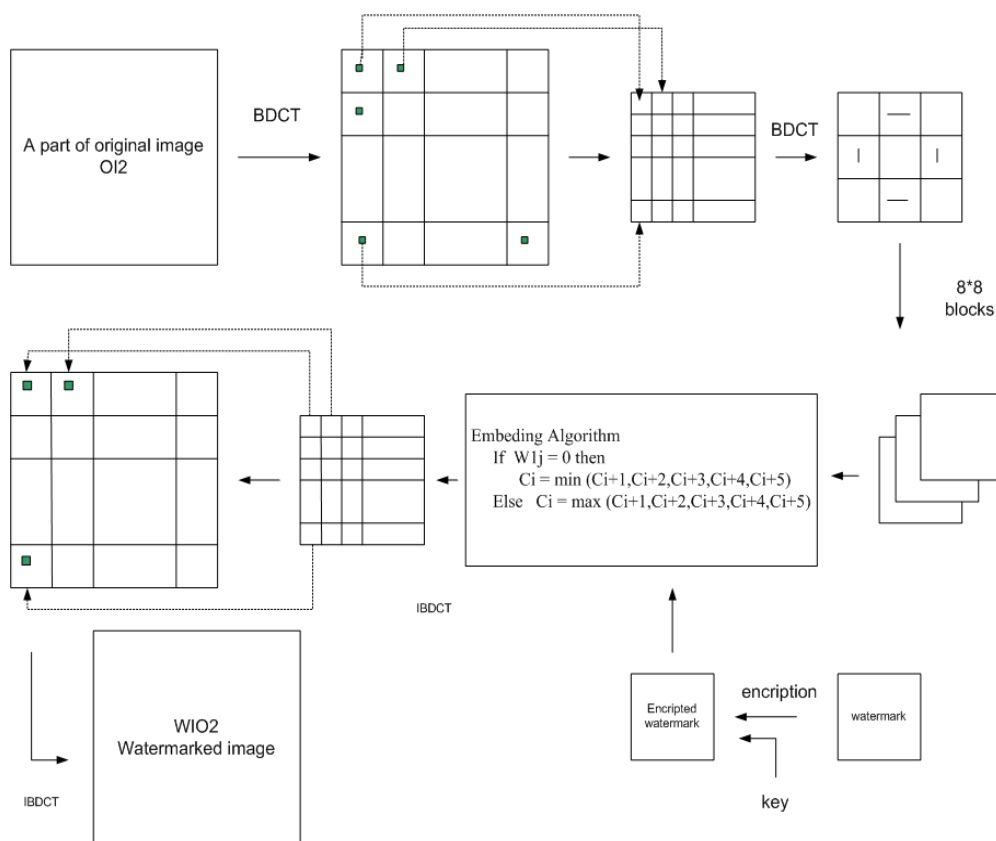 A part of original image
OI2
BDCT
BDCT
8*8
blocks
Embeding Algorithm
If W1j = 0 then
Ci = min (Ci+1,Ci+2,Ci+3,Ci+4,Ci+5)
Else Ci = max (Ci+1,Ci+2,Ci+3,Ci+4,Ci+5)
IBDCT
WIO2
Watermarked image
IBDCT
Encripted
watermark
encription
watermark
key